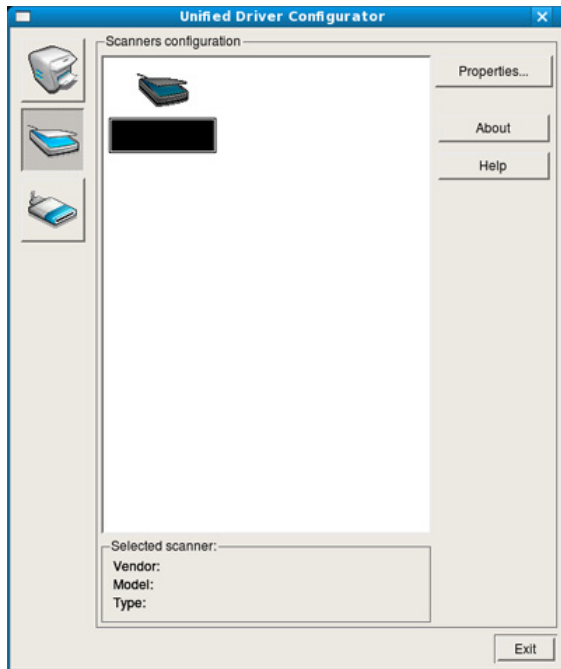 Unified Driver Configurator
Scanners configuration
Properties...
About
Help
Selected scanner:
Vendor:
Model:
Type:
Exit